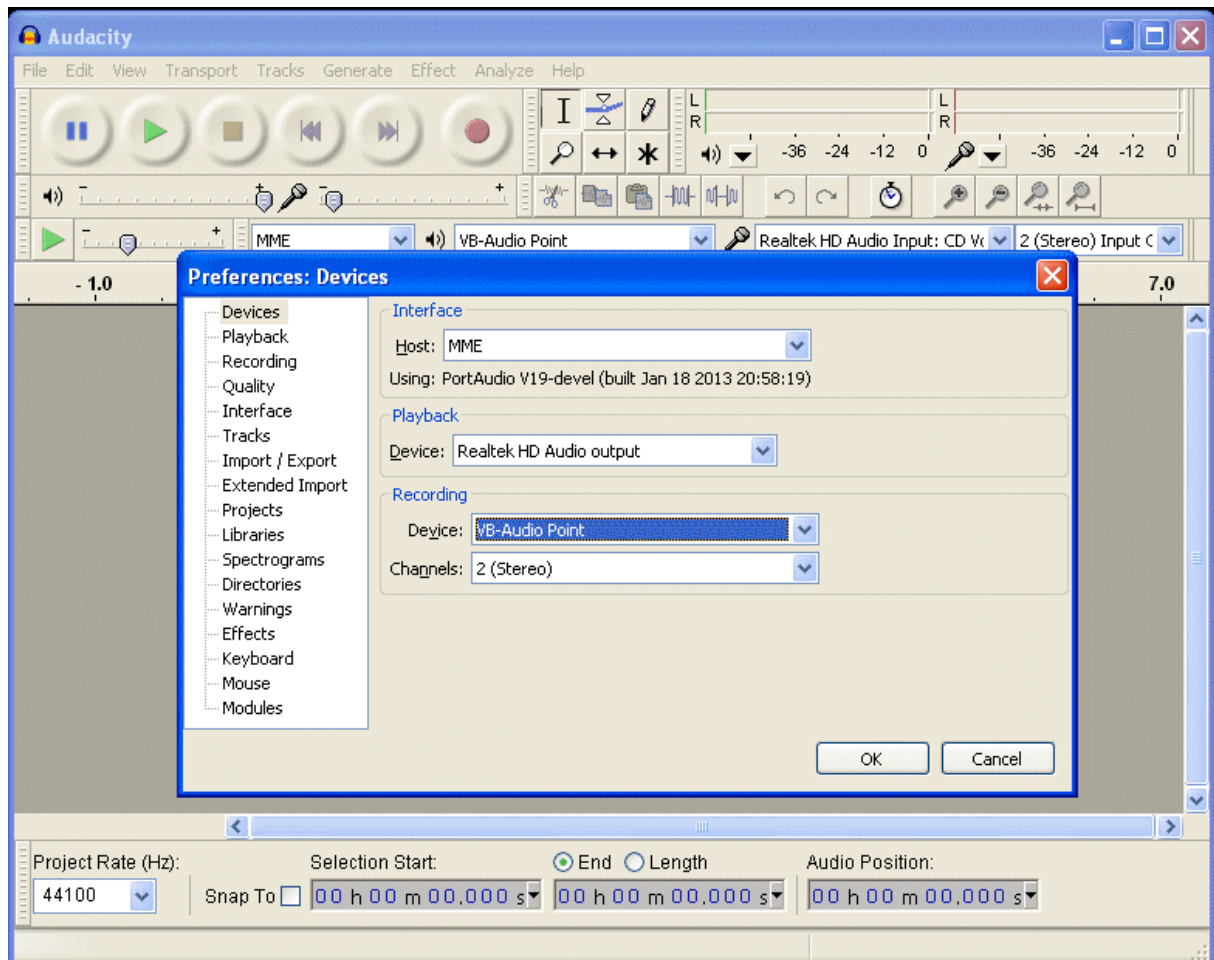 Audacity
File Edit View Transport Tracks Generate Effect Analyze Help
L
R
-36 -24 -12 0
L
R
-36 -24 -12 0
- +
- +
MME
VB-Audio Point
Realtek HD Audio Input: CD Vo
2 (Stereo) Input C
- 1.0
7.0
Preferences: Devices
Devices
Playback
Recording
Quality
Interface
Tracks
Import / Export
Extended Import
Projects
Libraries
Spectrograms
Directories
Warnings
Effects
Keyboard
Mouse
Modules
Interface
Host: MME
Using: PortAudio V19-devel (built Jan 18 2013 20:58:19)
Playback
Device: Realtek HD Audio output
Recording
Device: VB-Audio Point
Channels: 2 (Stereo)
OK Cancel
Project Rate (Hz): Selection Start: End Length Audio Position:
44100 Snap To 00 h 00 m 00.000 s 00 h 00 m 00.000 s 00 h 00 m 00.000 s